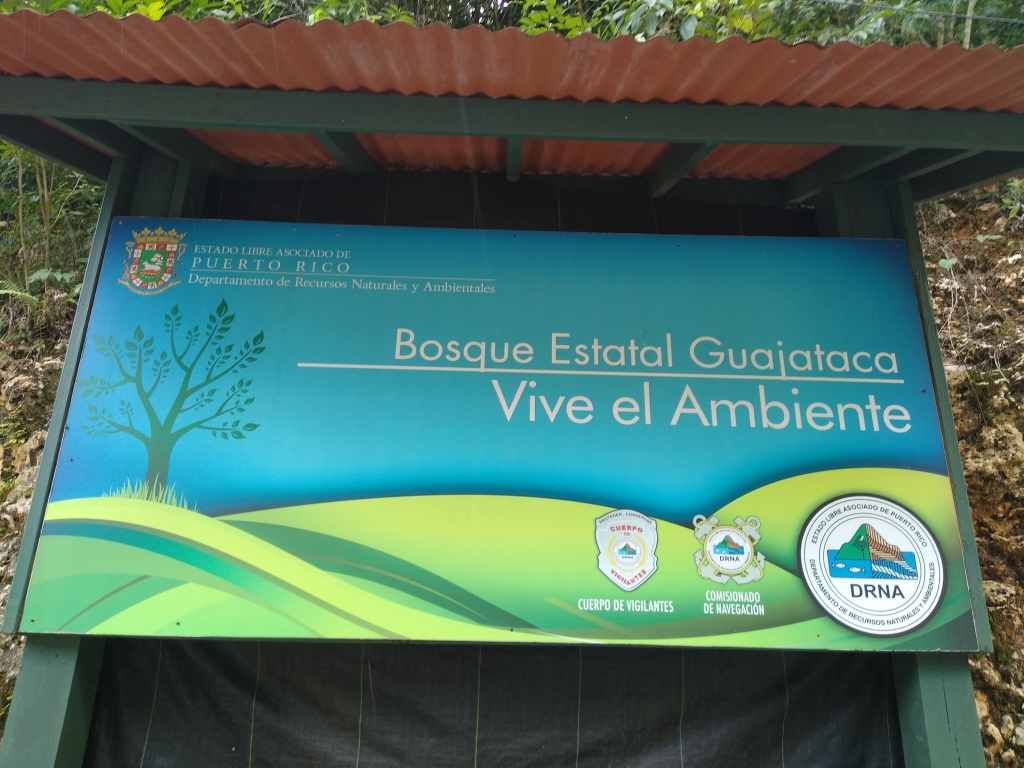 ESTADO LIBRE ASOCIADO DE
PUERTO RICO
Departamento de Recursos Naturales y Ambientales
Bosque Estatal Guajataca
Vive el Ambiente
PROTEGER - CONSERVAR
CUERPO
DE
VIGILANTES
DRNA
CUERPO DE VIGILANTES
DRNA
COMISIONADO
DE NAVEGACIÓN
ESTADO LIBRE ASOCIADO DE PUERTO RICO
DRNA
DEPARTAMENTO DE RECURSOS NATURALES Y AMBIENTALES